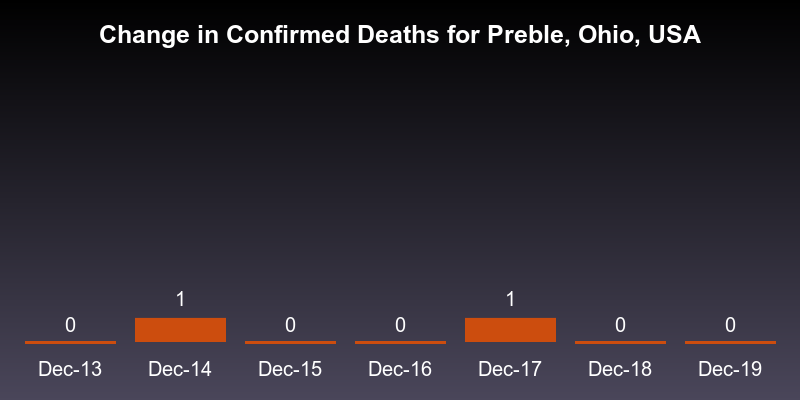 Change in Confirmed Deaths for Preble, Ohio, USA
1 1
0 0 0 0 0
Dec-13 Dec-14 Dec-15 Dec-16 Dec-17 Dec-18 Dec-19